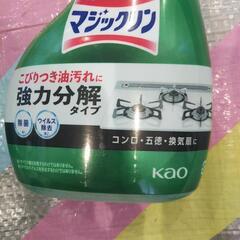 マジックリン
こびりつき油汚れに
強力分解
タイプ
除菌
ウイルス
除去
コンロ・五徳・換気扇に
Kao